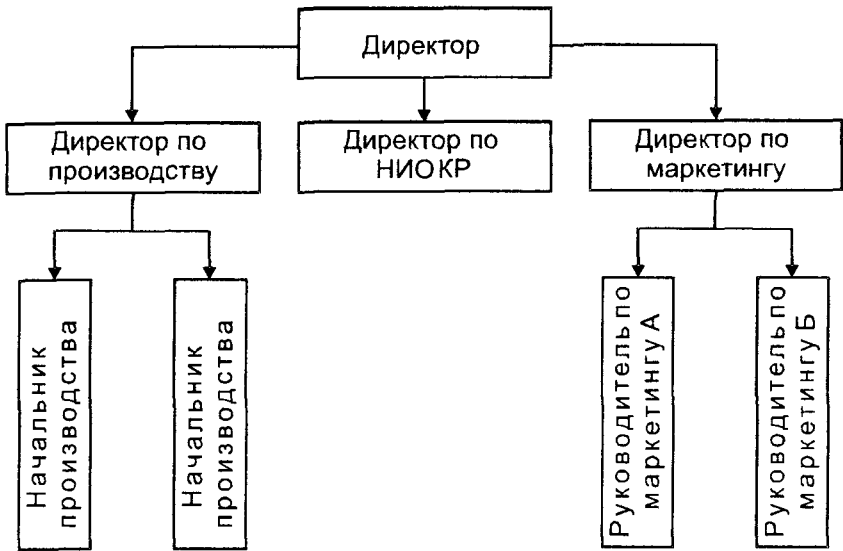 Директор
Директор по
производству
Директор по
НИОКР
Директор по
маркетингу
Начальник
производства
Начальник
производства
Руководитель по
маркетингу А
Руководитель по
маркетингу Б